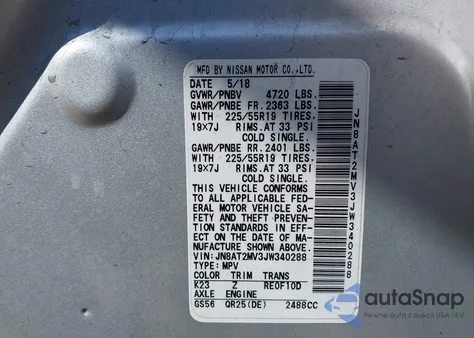 MFD BY NISSAN MOTOR CO.,LTD.
DATE 5/18
GVWR/PNBV 4720 LBS.
GAWR/PNBE FR. 2363 LBS.
WITH 225/55R19 TIRES,
19X7J RIMS.AT 33 PSI
COLD SINGLE.
GAWR/PNBE RR. 2401 LBS.
WITH 225/55R19 TIRES,
19X7J RIMS.AT 33 PSI
COLD SINGLE.
THIS VEHICLE CONFORMS
TO ALL APPLICABLE FED-
ERAL MOTOR VEHICLE SA-
FETY AND THEFT PREVEN-
TION STANDARDS IN EFF-
ECT ON THE DATE OF MA-
NUFACTURE SHOWN ABOVE.
VIN: JN8AT2MV3JW340288
TYPE: MPV
COLOR TRIM TRANS
K23 Z RE0F10D
AXLE ENGINE
GS56 QR25(DE) 2488CC
JN8AT2MV3JW340288
autoSnap
AUTO AUCTIONS USA | EU